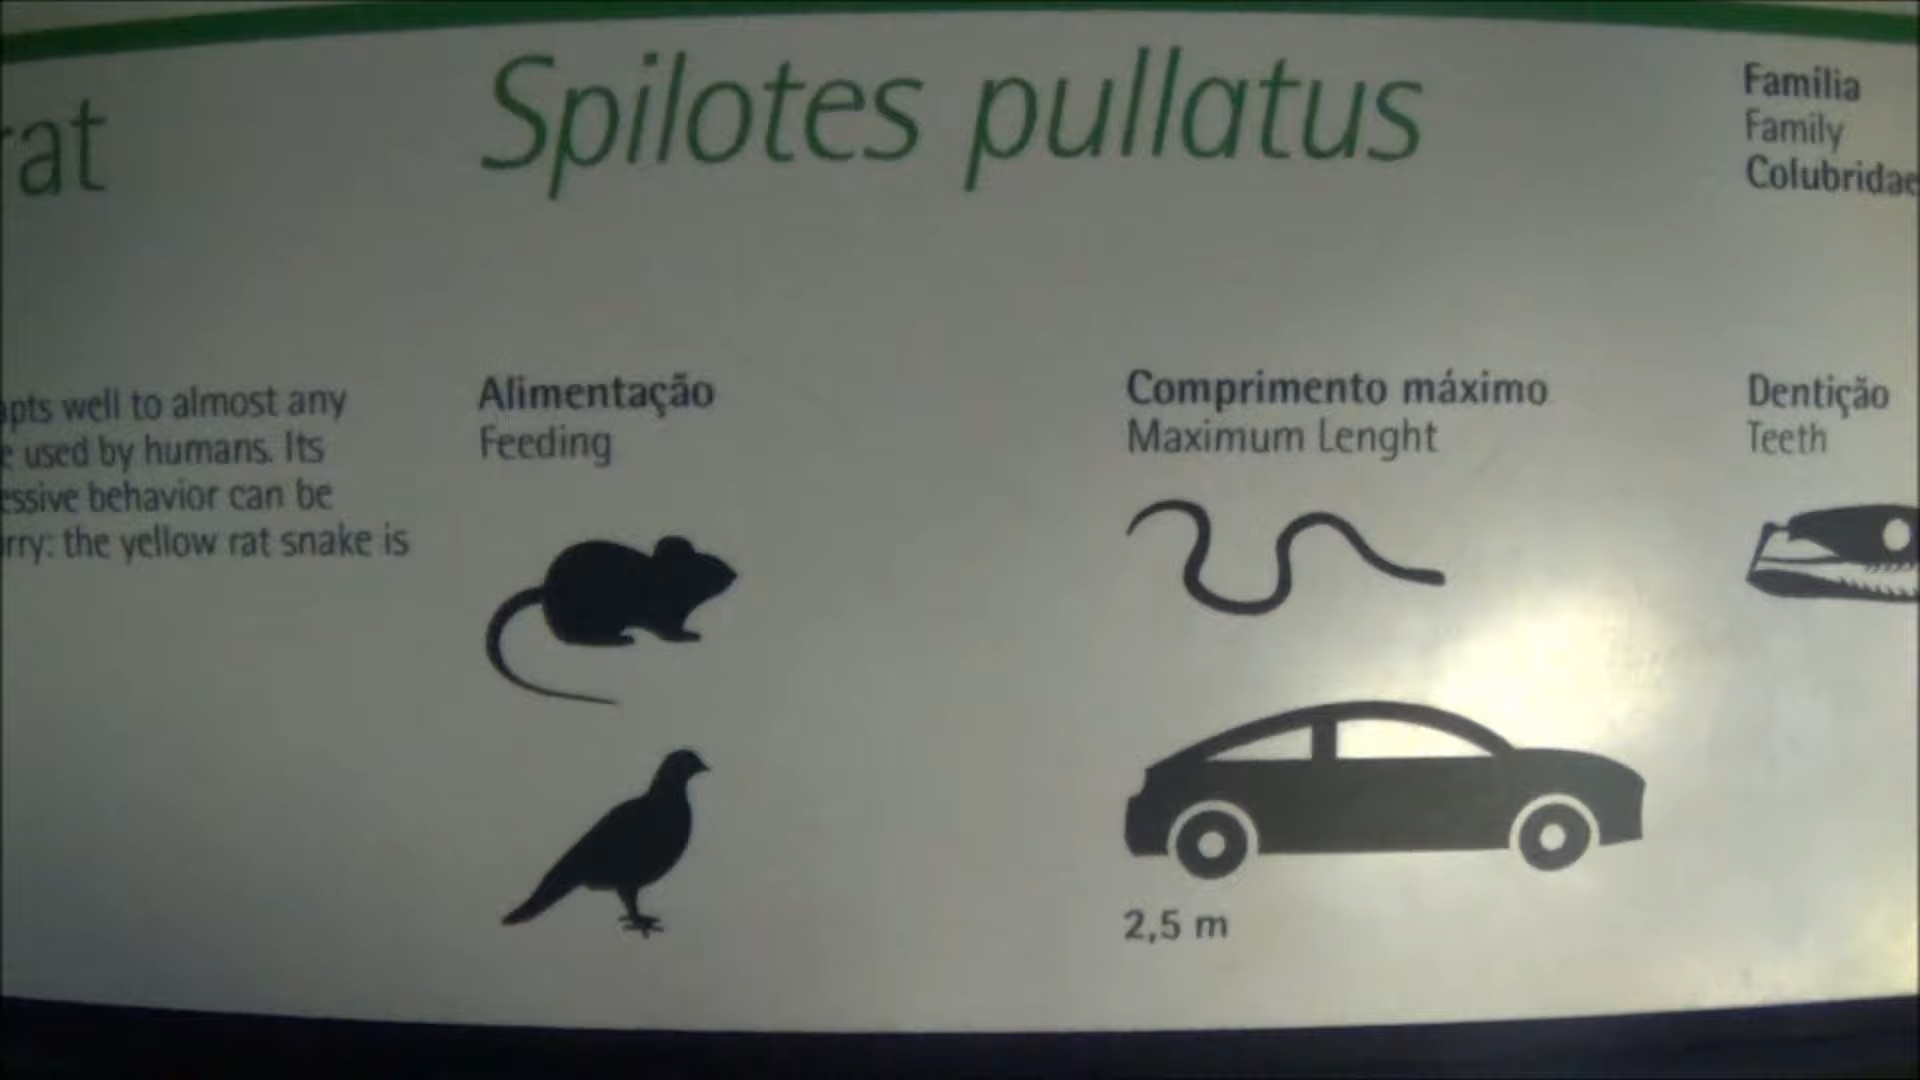 rat
Spilotes pullatus
Família
Family
Colubridae
apts well to almost any
e used by humans. Its
essive behavior can be
rry: the yellow rat snake is
Alimentação
Feeding
Comprimento máximo
Maximum Lenght
2,5 m
Dentição
Teeth